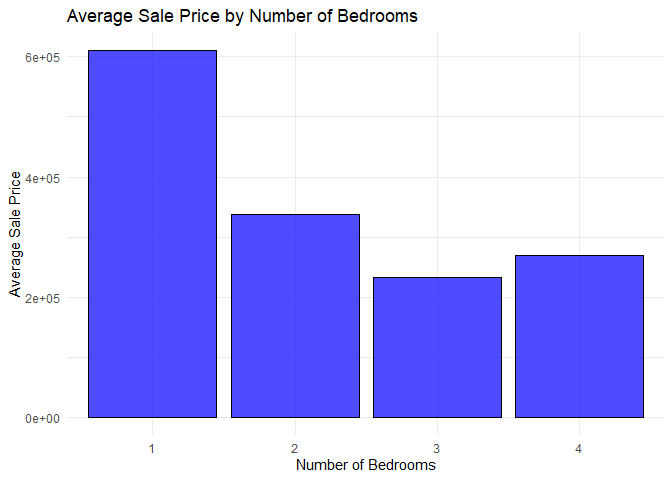 Average Sale Price by Number of Bedrooms
6e+05
4e+05
2e+05
0e+00
Average Sale Price
1 2 3 4
Number of Bedrooms